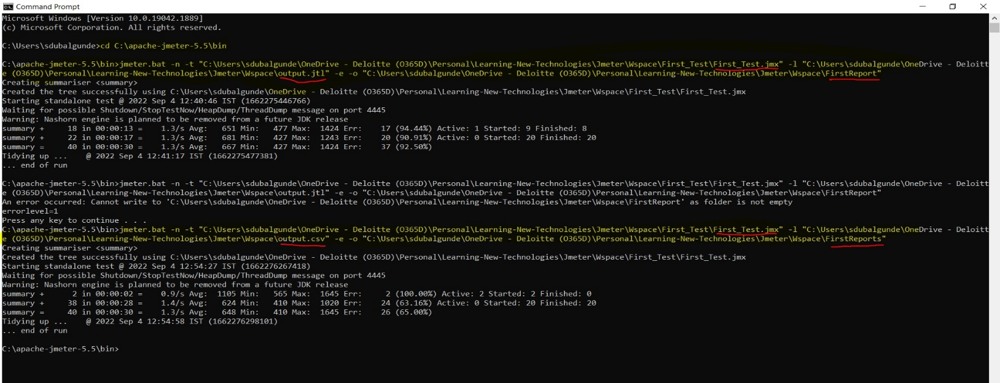 Command Prompt
Microsoft Windows [Version 10.0.19042.1889]
(c) Microsoft Corporation. All rights reserved.
C:\Users\sdubalgunde>cd C:\apache-jmeter-5.5\bin
C:\apache-jmeter-5.5\bin>jmeter.bat -n -t "C:\Users\sdubalgunde\OneDrive - Deloitte (O365D)\Personal\Learning-New-Technologies\Jmeter\Wspace\First_Test\First_Test.jmx" -l "C:\Users\sdubalgunde\OneDrive - Deloitt
e (O365D)\Personal\Learning-New-Technologies\Jmeter\Wspace\output.jtl" -e -o "C:\Users\sdubalgunde\OneDrive - Deloitte (O365D)\Personal\Learning-New-Technologies\Jmeter\Wspace\FirstReport"
Creating summariser <summary>
Created the tree successfully using C:\Users\sdubalgunde\OneDrive - Deloitte (O365D)\Personal\Learning-New-Technologies\Jmeter\Wspace\First_Test\First_Test.jmx
Starting standalone test @ 2022 Sep 4 12:40:46 IST (1662275446766)
Waiting for possible Shutdown/StopTestNow/HeapDump/ThreadDump message on port 4445
Warning: Nashorn engine is planned to be removed from a future JDK release
summary +     18 in 00:00:13 =    1.3/s Avg:   651 Min:   477 Max:  1424 Err:    17 (94.44%) Active: 1 Started: 9 Finished: 8
summary +     22 in 00:00:17 =    1.3/s Avg:   681 Min:   427 Max:  1243 Err:    20 (90.91%) Active: 0 Started: 20 Finished: 20
summary =     40 in 00:00:30 =    1.3/s Avg:   667 Min:   427 Max:  1424 Err:    37 (92.50%)
Tidying up ...    @ 2022 Sep 4 12:41:17 IST (1662275477381)
... end of run
C:\apache-jmeter-5.5\bin>jmeter.bat -n -t "C:\Users\sdubalgunde\OneDrive - Deloitte (O365D)\Personal\Learning-New-Technologies\Jmeter\Wspace\First_Test\First_Test.jmx" -l "C:\Users\sdubalgunde\OneDrive - Deloitt
e (O365D)\Personal\Learning-New-Technologies\Jmeter\Wspace\output.jtl" -e -o "C:\Users\sdubalgunde\OneDrive - Deloitte (O365D)\Personal\Learning-New-Technologies\Jmeter\Wspace\FirstReport"
An error occurred: Cannot write to 'C:\Users\sdubalgunde\OneDrive - Deloitte (O365D)\Personal\Learning-New-Technologies\Jmeter\Wspace\FirstReport' as folder is not empty
errorlevel=1
Press any key to continue . . .
C:\apache-jmeter-5.5\bin>jmeter.bat -n -t "C:\Users\sdubalgunde\OneDrive - Deloitte (O365D)\Personal\Learning-New-Technologies\Jmeter\Wspace\First_Test\First_Test.jmx" -l "C:\Users\sdubalgunde\OneDrive - Deloitt
e (O365D)\Personal\Learning-New-Technologies\Jmeter\Wspace\output.csv" -e -o "C:\Users\sdubalgunde\OneDrive - Deloitte (O365D)\Personal\Learning-New-Technologies\Jmeter\Wspace\FirstReports"
Creating summariser <summary>
Created the tree successfully using C:\Users\sdubalgunde\OneDrive - Deloitte (O365D)\Personal\Learning-New-Technologies\Jmeter\Wspace\First_Test\First_Test.jmx
Starting standalone test @ 2022 Sep 4 12:54:27 IST (1662276267418)
Waiting for possible Shutdown/StopTestNow/HeapDump/ThreadDump message on port 4445
Warning: Nashorn engine is planned to be removed from a future JDK release
summary +      2 in 00:00:02 =    0.9/s Avg:  1105 Min:   565 Max:  1645 Err:     2 (100.00%) Active: 2 Started: 2 Finished: 0
summary +     38 in 00:00:28 =    1.4/s Avg:   624 Min:   410 Max:  1020 Err:    24 (63.16%) Active: 0 Started: 20 Finished: 20
summary =     40 in 00:00:30 =    1.3/s Avg:   648 Min:   410 Max:  1645 Err:    26 (65.00%)
Tidying up ...    @ 2022 Sep 4 12:54:58 IST (1662276298101)
... end of run
C:\apache-jmeter-5.5\bin>